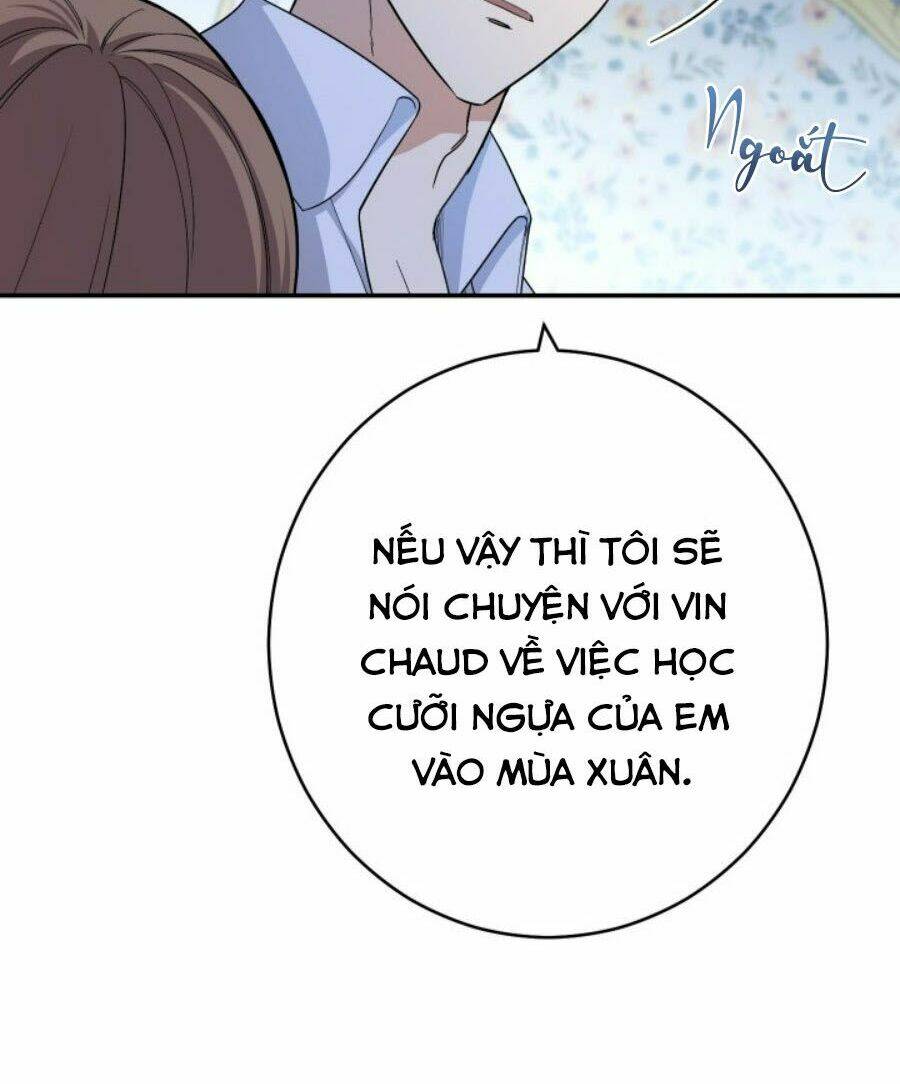 Ngoắt
NẾU VẬY THÌ TÔI SẼ
NÓI CHUYỆN VỚI VIN
CHAUD VỀ VIỆC HỌC
CƯỠI NGỰA CỦA EM
VÀO MÙA XUÂN.